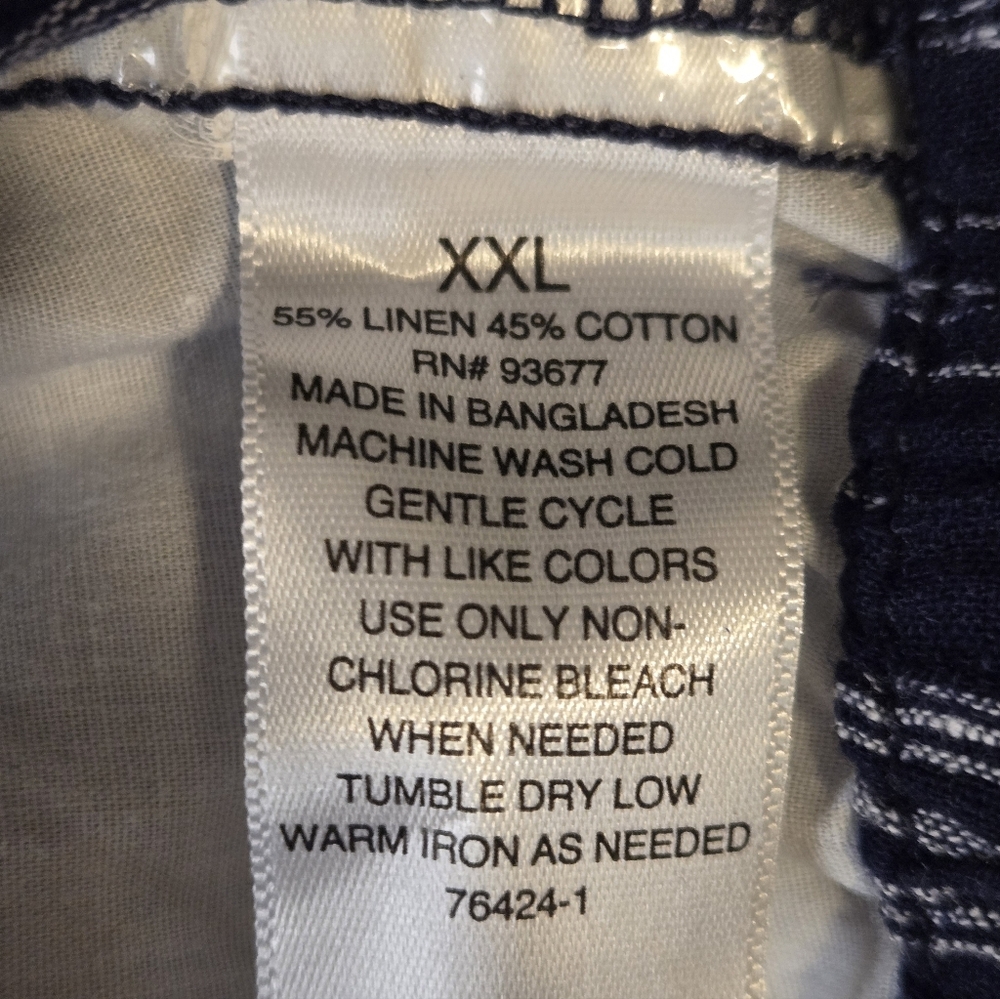 XXL
55% LINEN 45% COTTON
RN# 93677
MADE IN BANGLADESH
MACHINE WASH COLD
GENTLE CYCLE
WITH LIKE COLORS
USE ONLY NON-
CHLORINE BLEACH
WHEN NEEDED
TUMBLE DRY LOW
WARM IRON AS NEEDED
76424-1